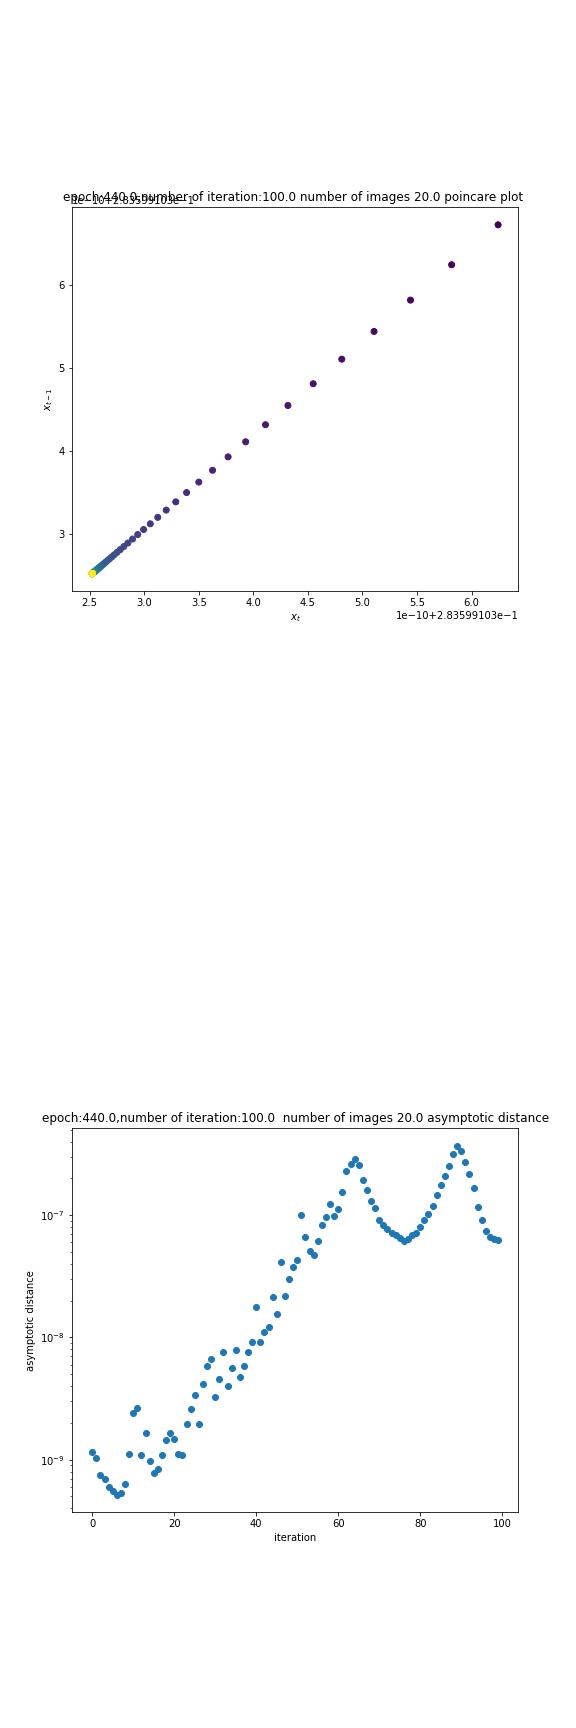 epoch:440.0,number of iteration:100.0 number of images 20.0 poincare plot
1e−10+2.83599103e−1
6
5
4
3
x_{t−1}
2.5 3.0 3.5 4.0 4.5 5.0 5.5 6.0
x_t
1e−10+2.83599103e−1
epoch:440.0,number of iteration:100.0  number of images 20.0 asymptotic distance
10^{−7}
10^{−8}
10^{−9}
asymptotic distance
0 20 40 60 80 100
iteration